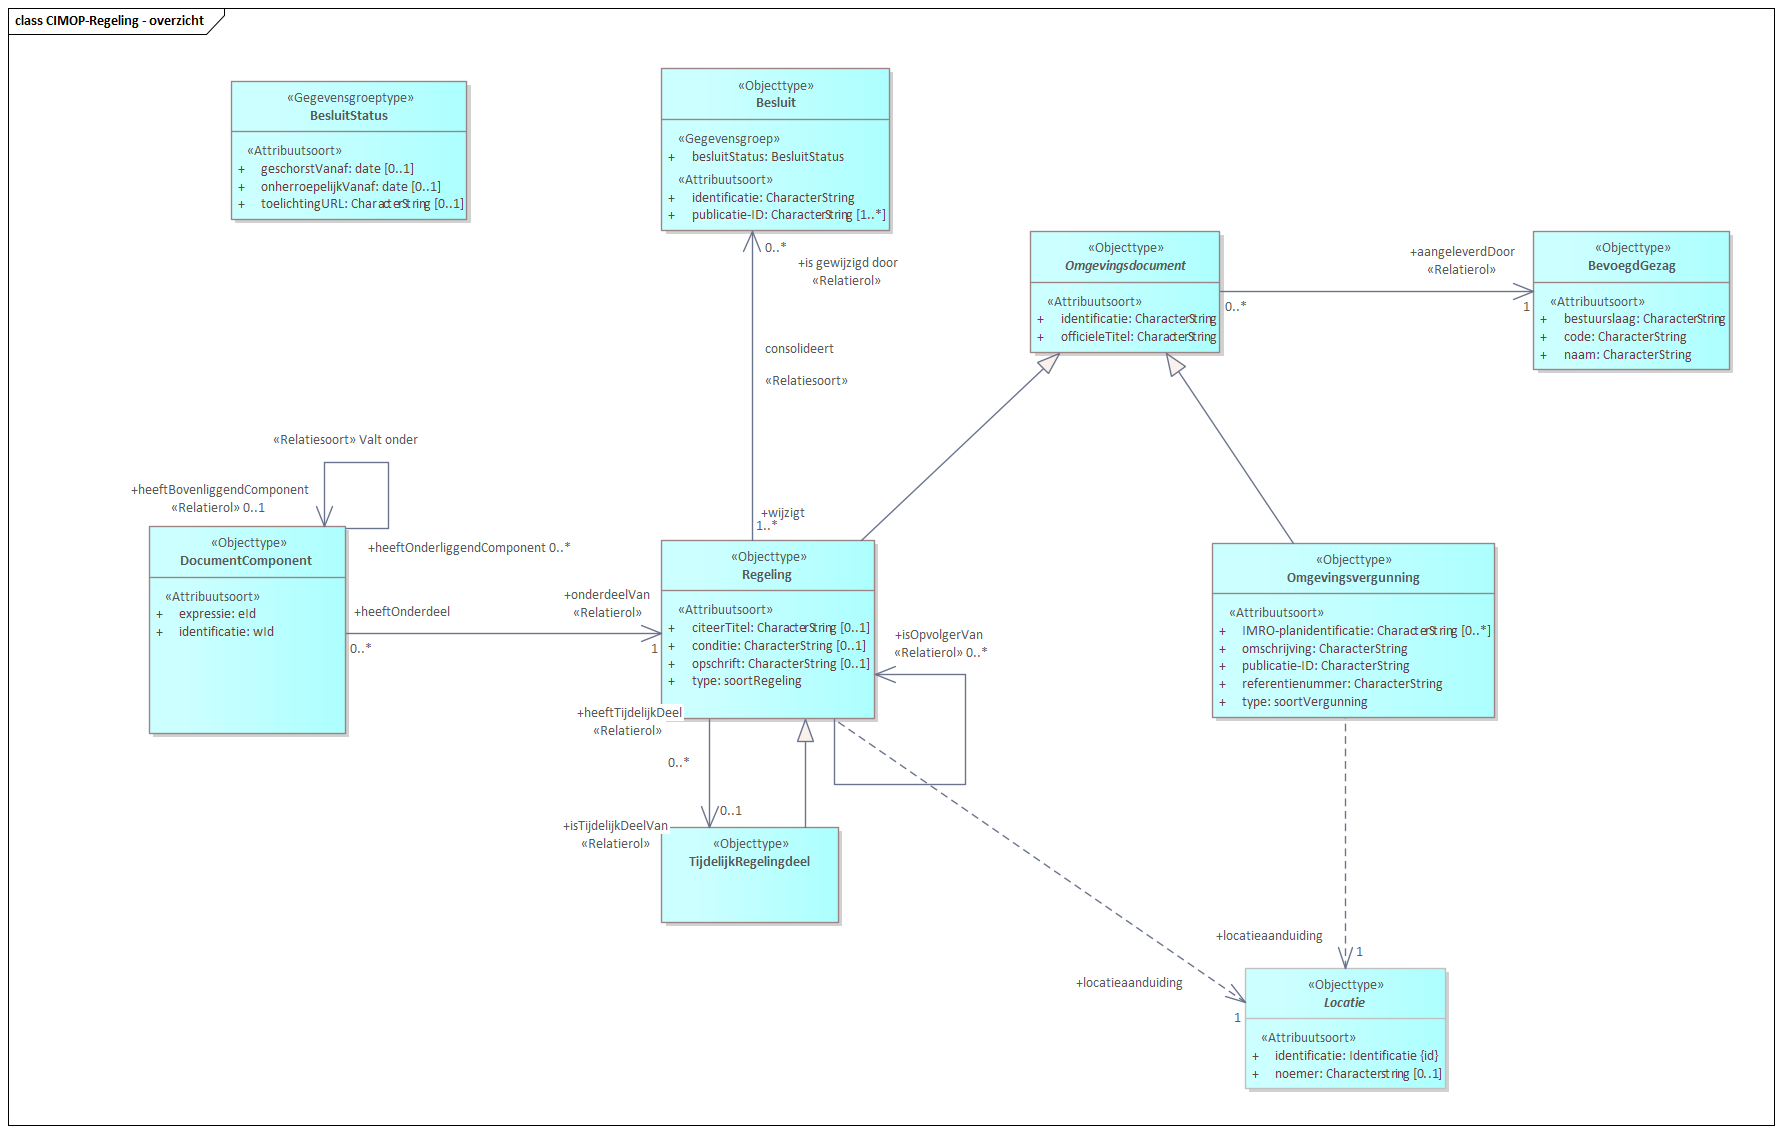 class CIMOP-Regeling - overzicht
«Gegevensgroeptype»
BesluitStatus
«Attribuutsoort»
+ geschorstVanaf: date [0..1]
+ onherroepelijkVanaf: date [0..1]
+ toelichtingURL: CharacterString [0..1]
«Objecttype»
Besluit
«Gegevensgroep»
+ besluitStatus: BesluitStatus
«Attribuutsoort»
+ identificatie: CharacterString
+ publicatie-ID: CharacterString [1..*]
0..*
+is gewijzigd door
«Relatierol»
consolideert
«Relatiesoort»
+wijzigt
1..*
«Objecttype»
Omgevingsdocument
«Attribuutsoort»
+ identificatie: CharacterString
+ officieleTitel: CharacterString
0..*
+aangeleverdDoor
«Relatierol»
1
«Objecttype»
BevoegdGezag
«Attribuutsoort»
+ bestuurslaag: CharacterString
+ code: CharacterString
+ naam: CharacterString
«Relatiesoort» Valt onder
+heeftBovenliggendComponent
«Relatierol» 0..1
+heeftOnderliggendComponent 0..*
«Objecttype»
DocumentComponent
«Attribuutsoort»
+ expressie: eId
+ identificatie: wId
+heeftOnderdeel
0..*
+onderdeelVan
«Relatierol»
1
«Objecttype»
Regeling
«Attribuutsoort»
+ citeerTitel: CharacterString [0..1]
+ conditie: CharacterString [0..1]
+ opschrift: CharacterString [0..1]
+ type: soortRegeling
+isOpvolgerVan
«Relatierol» 0..*
«Objecttype»
Omgevingsvergunning
«Attribuutsoort»
+ IMRO-planidentificatie: CharacterString [0..*]
+ omschrijving: CharacterString
+ publicatie-ID: CharacterString
+ referentienummer: CharacterString
+ type: soortVergunning
+heeftTijdelijkDeel
«Relatierol»
0..*
0..1
+isTijdelijkDeelVan
«Relatierol»
«Objecttype»
TijdelijkRegelingdeel
+locatieaanduiding
1
+locatieaanduiding
1
«Objecttype»
Locatie
«Attribuutsoort»
+ identificatie: Identificatie {id}
+ noemer: Characterstring [0..1]